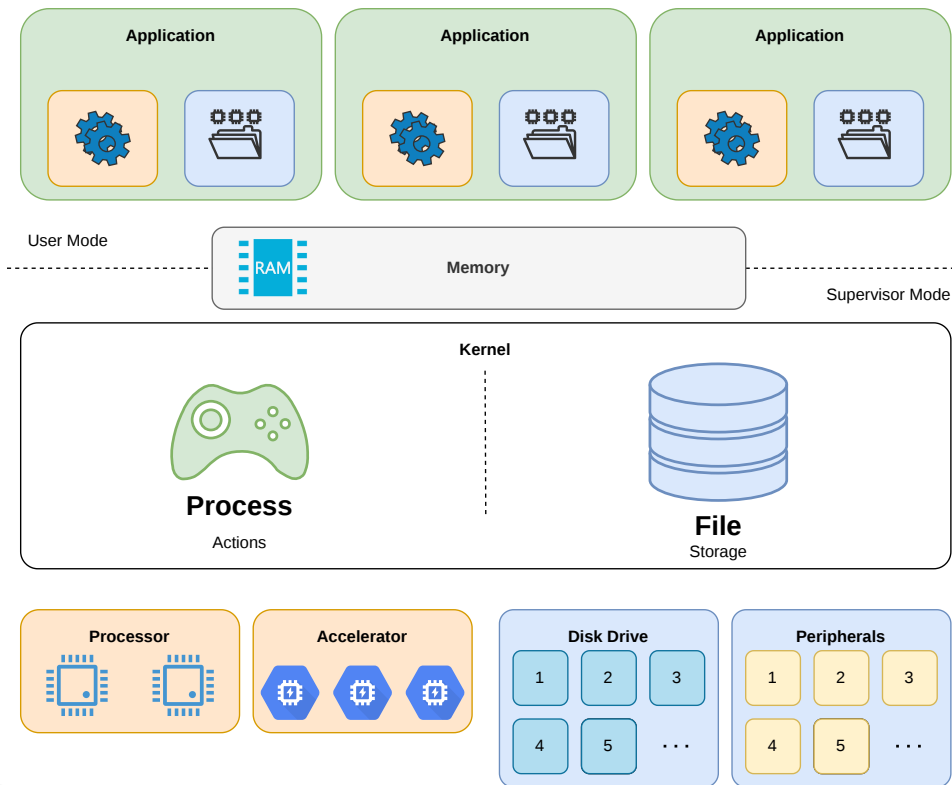 Application
Application
Application
User Mode
RAM
Memory
Supervisor Mode
Kernel
Process
Actions
File
Storage
Processor
Accelerator
Disk Drive
1 2 3
4 5 ...
Peripherals
1 2 3
4 5 ...